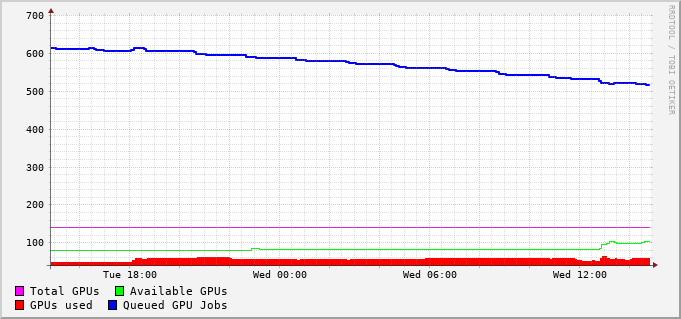 700
600
500
400
300
200
100
Tue 18:00 Wed 00:00 Wed 06:00 Wed 12:00
Total GPUs Available GPUs
GPUs used Queued GPU Jobs
RRDTOOL / TOBI OETIKER